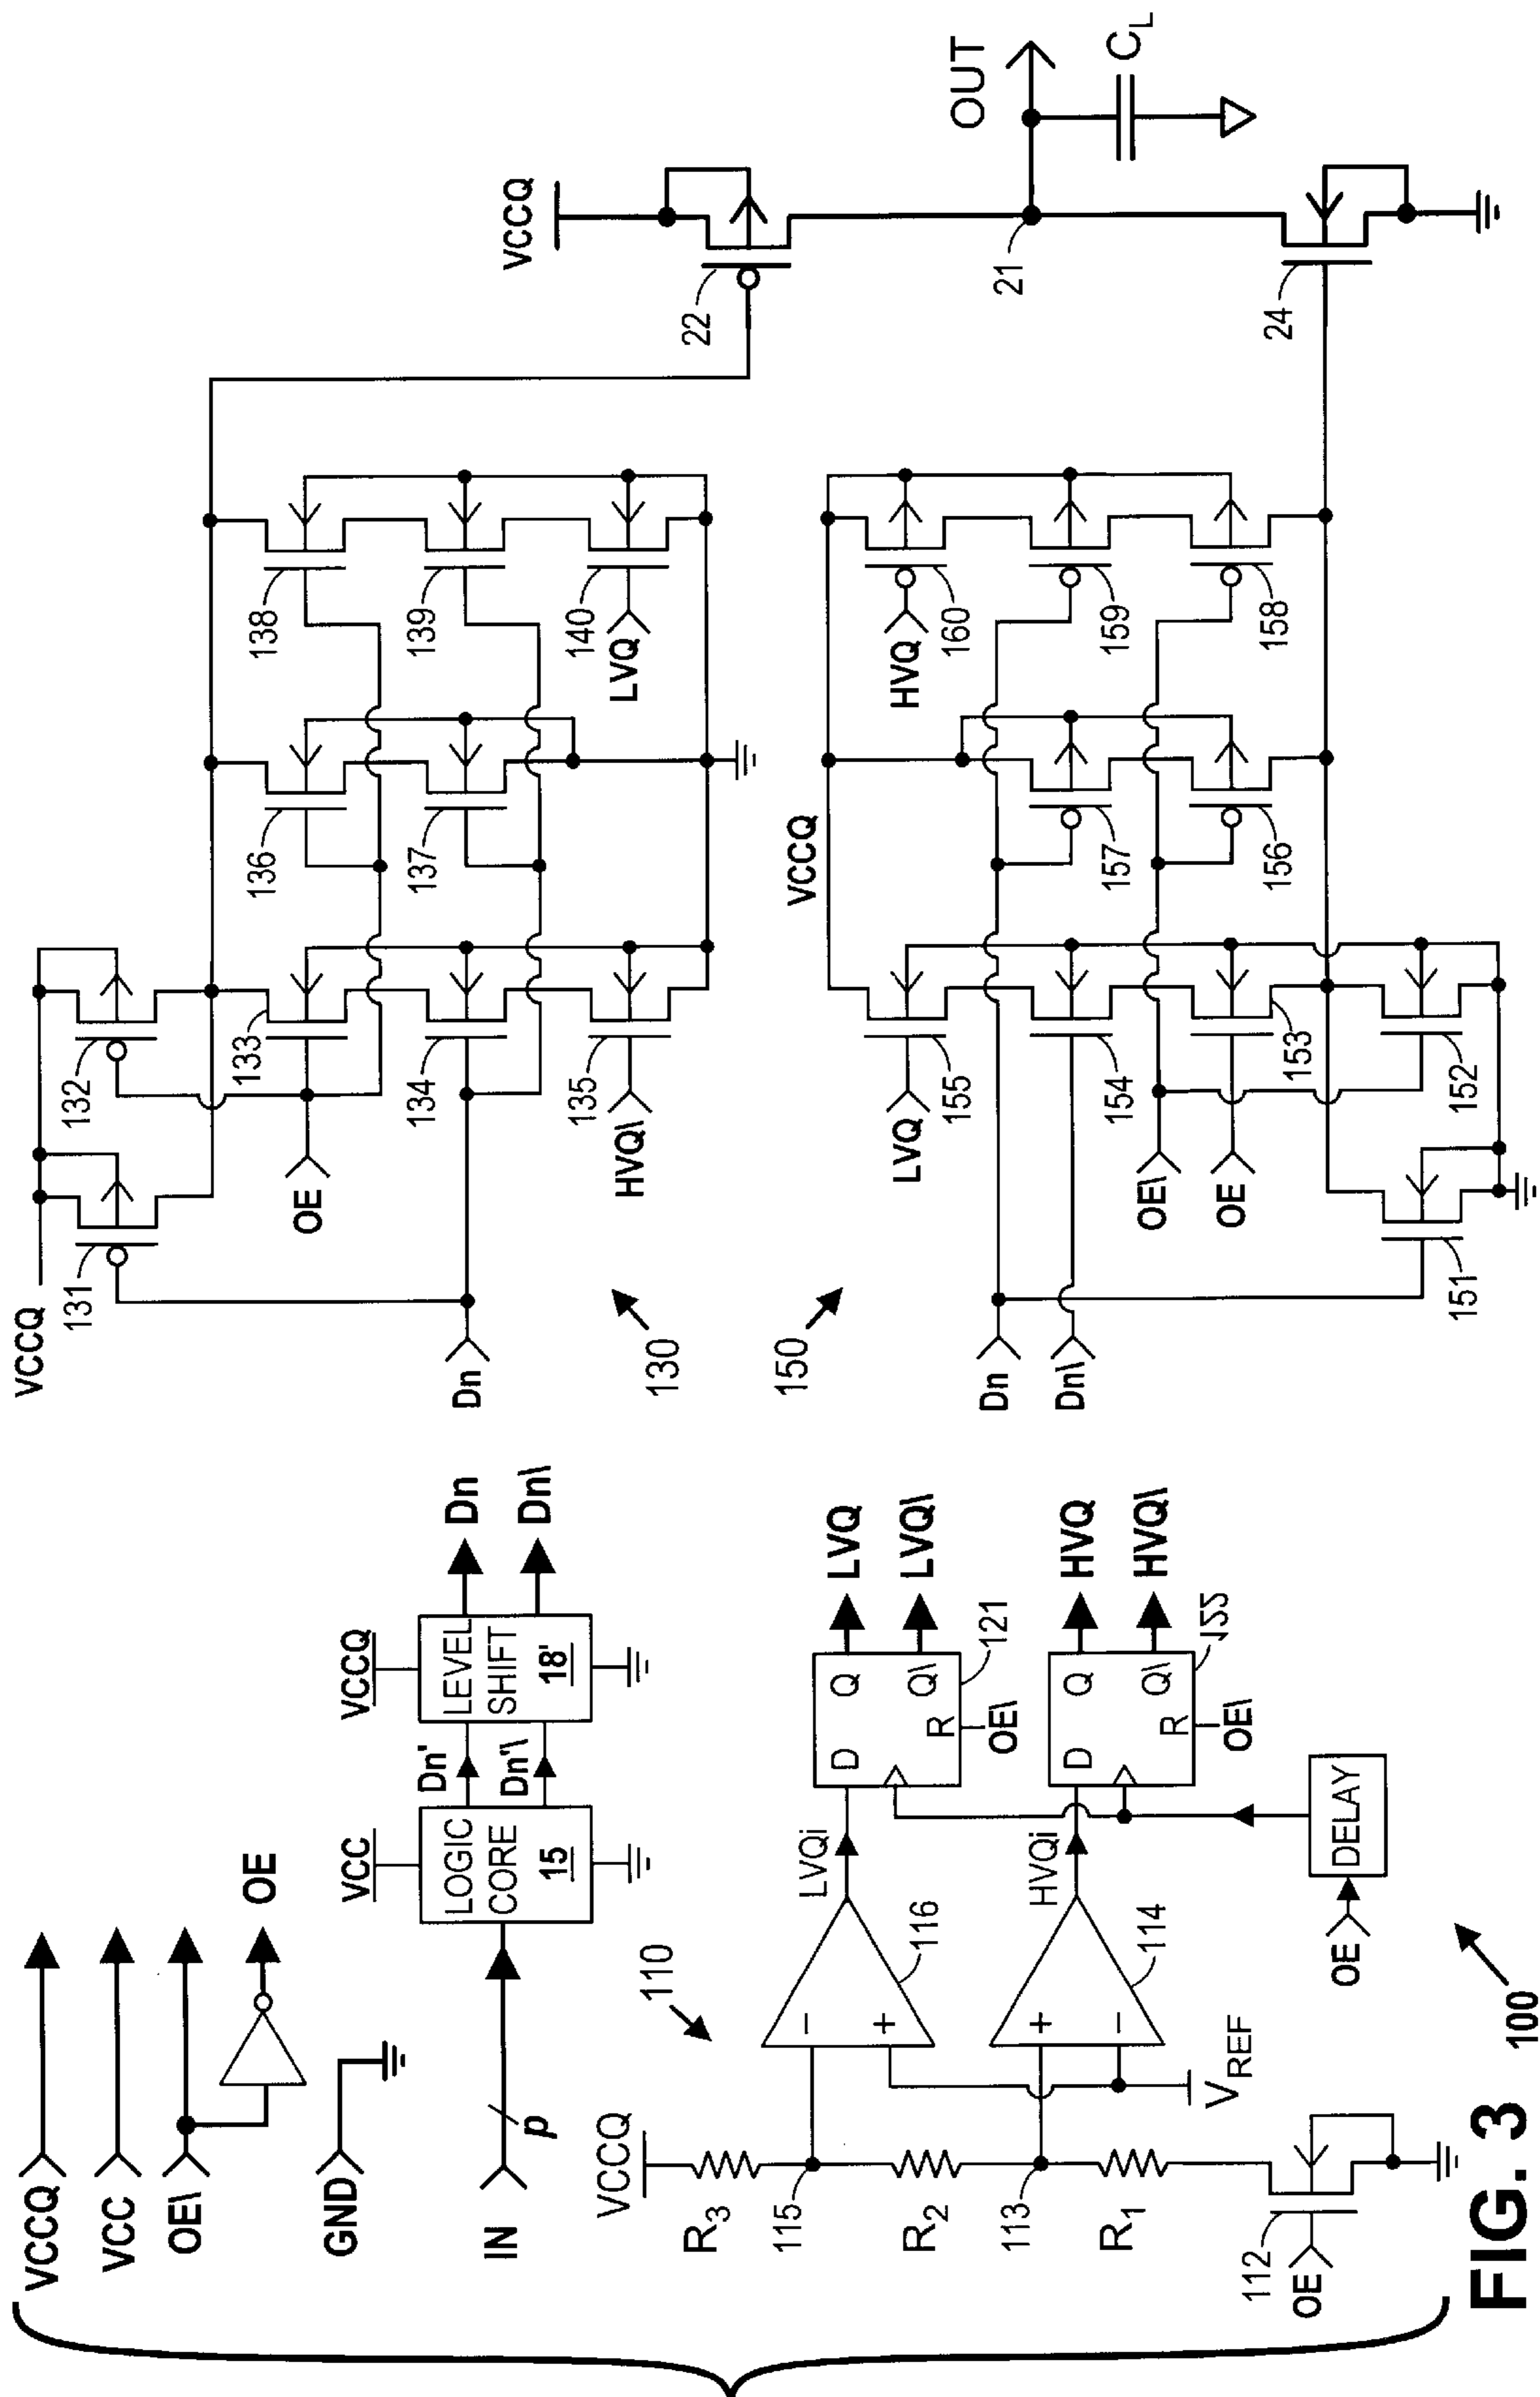 VCCQ
VCC
OE\
OE
GND
IN
p
VCC
LOGIC
CORE
15
Dn'
Dn'\
VCCQ
LEVEL
SHIFT
18'
Dn
Dn\
110
VCCQ
R3
115
R2
113
R1
112
OE
VREF
−
+
116
+
−
114
LVQi
HVQi
D
Q
Q\
R
121
OE\
LVQ
LVQ\
D
Q
Q\
R
122
OE\
HVQ
HVQ\
OE
DELAY
100
FIG. 3
VCCQ
131
132
133
OE
134
Dn
135
HVQ\
136
137
138
139
140
LVQ
130
150
VCCQ
155
LVQ
154
153
152
151
Dn
Dn\
OE\
OE
157
156
160
HVQ
159
158
VCCQ
22
21
24
OUT
CL